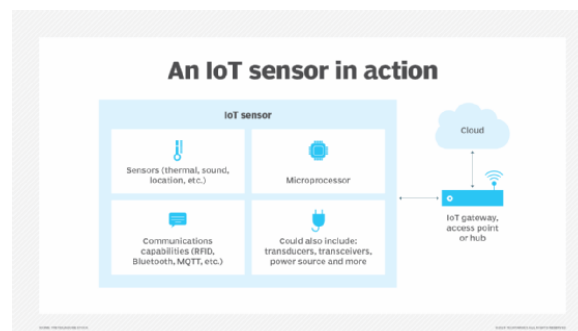 An IoT sensor in action
IoT sensor
Sensors (thermal, sound,
location, etc.)
Microprocessor
Communications
capabilities (RFID,
Bluetooth, MQTT, etc.)
Could also include:
transducers, transceivers,
power source and more
Cloud
IoT gateway,
access point
or hub